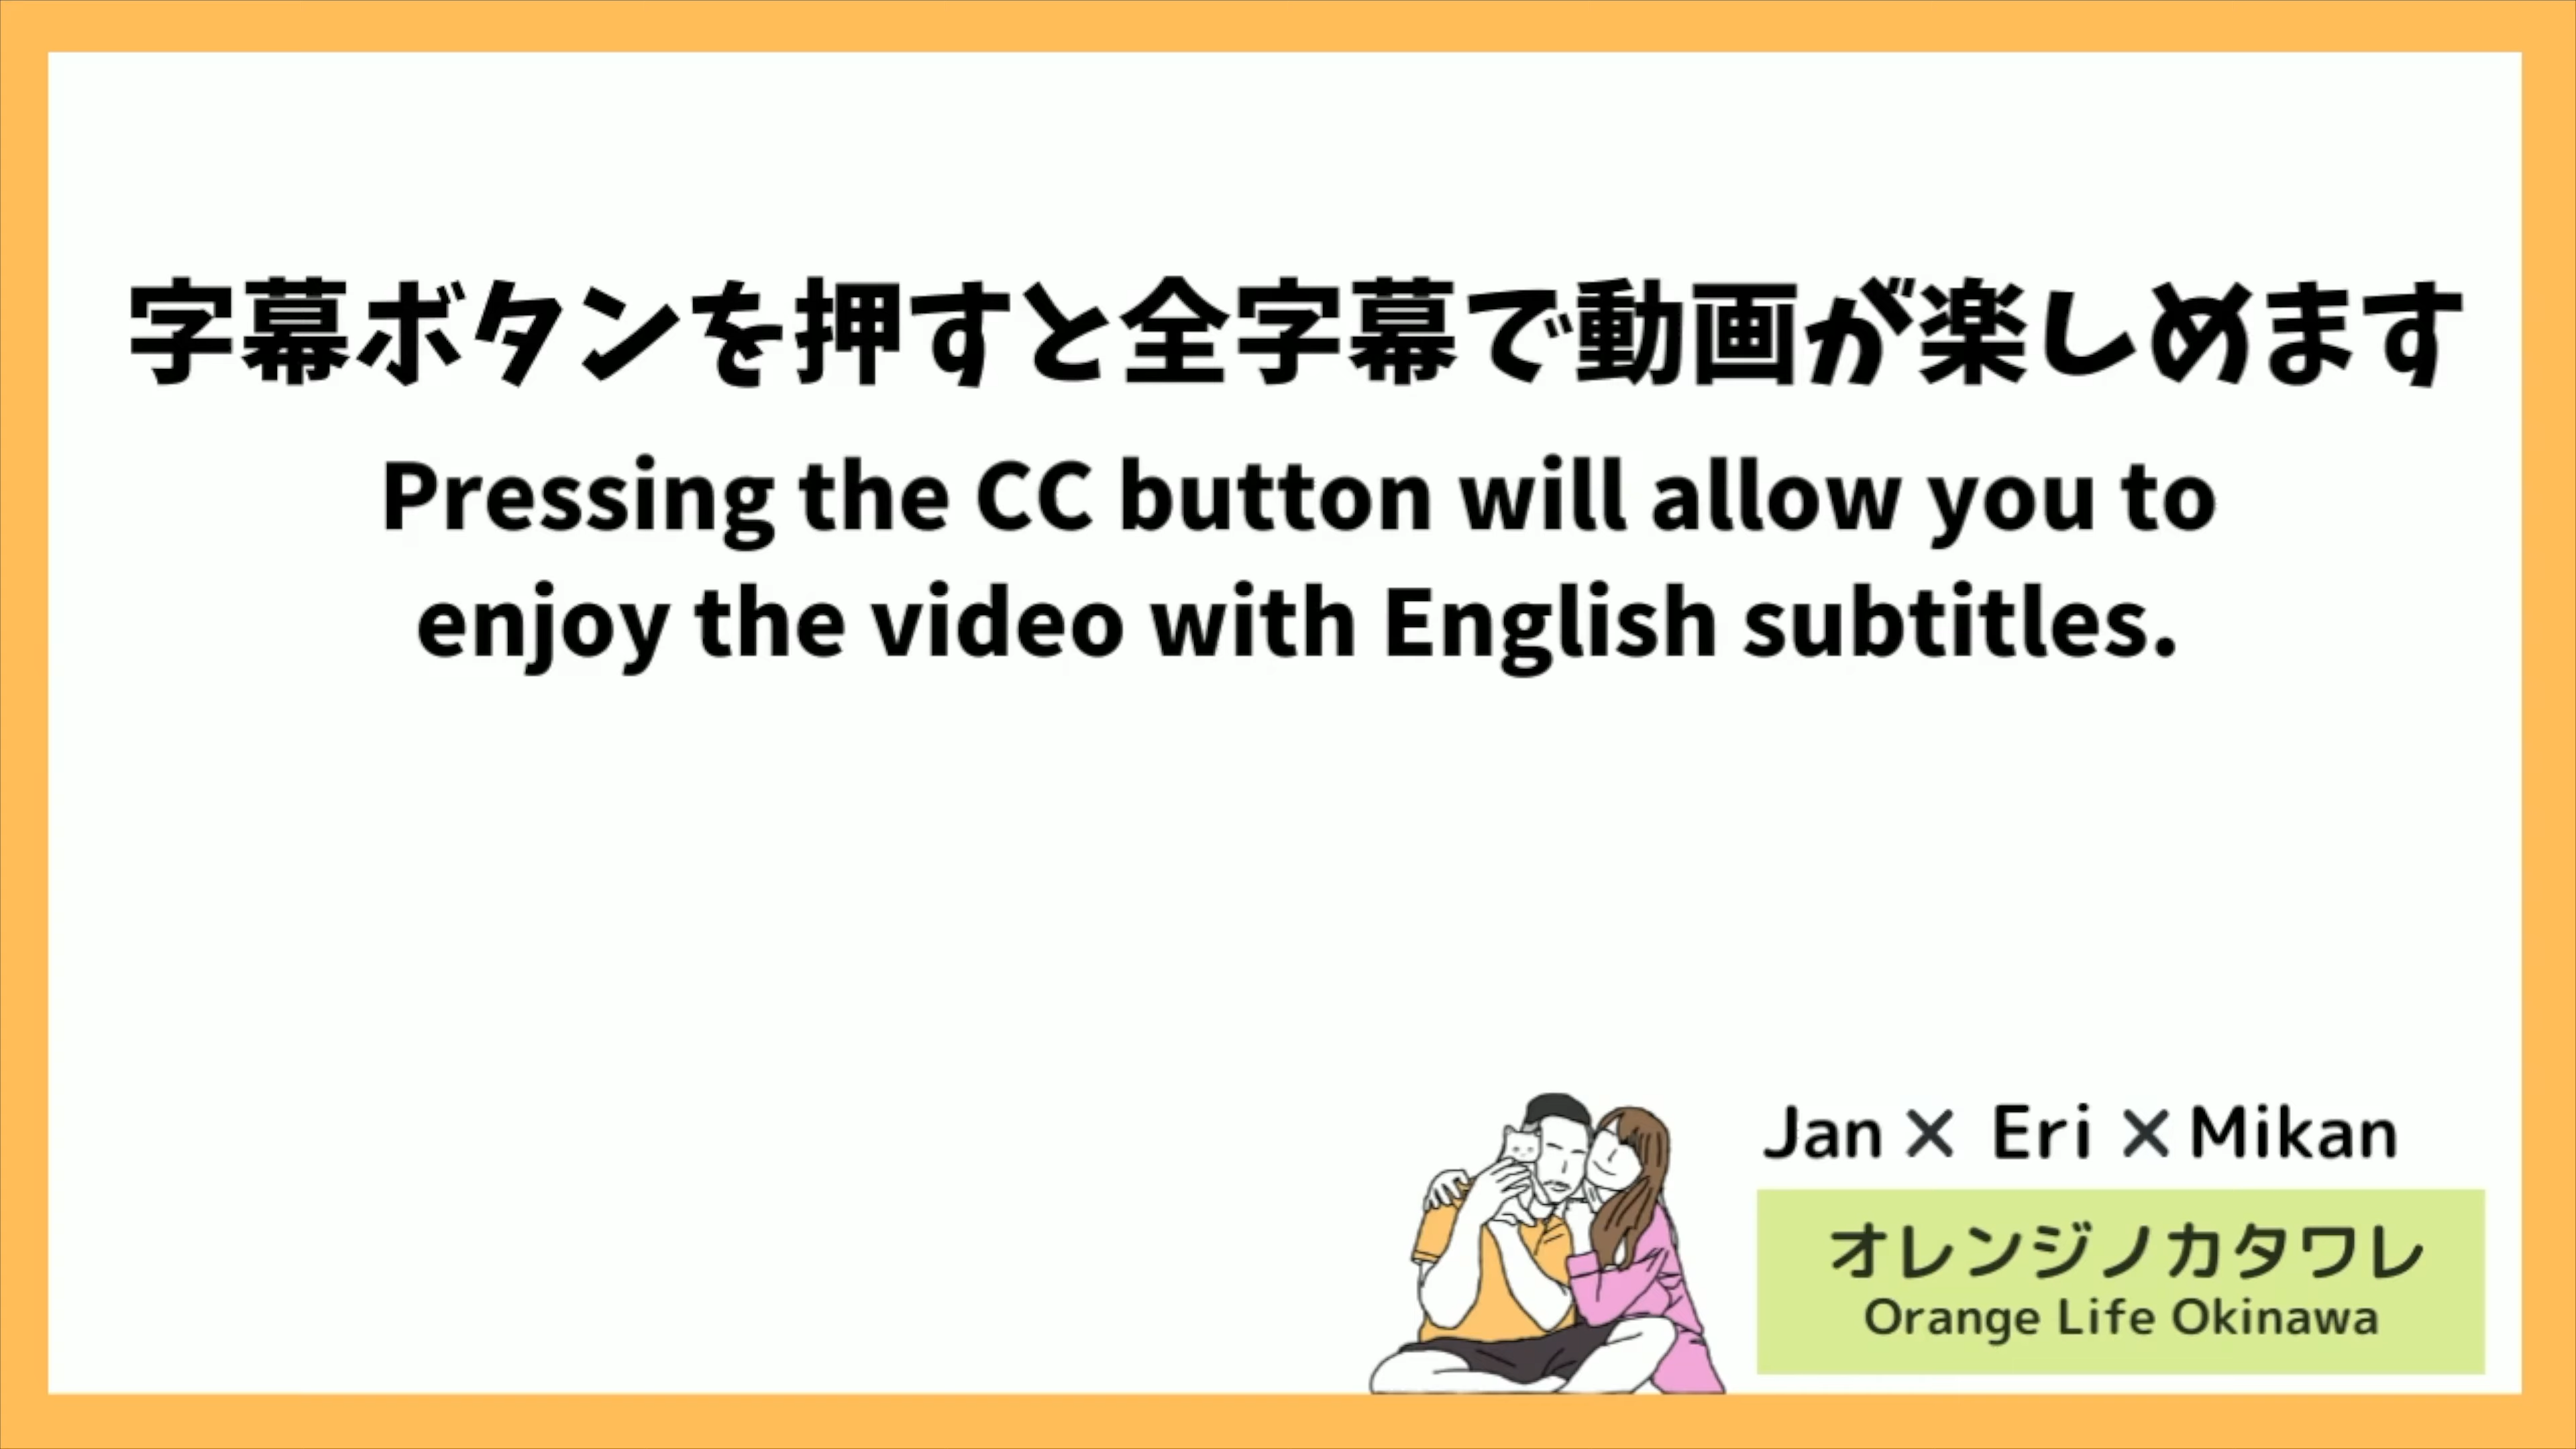 字幕ボタンを押すと全字幕で動画が楽しめます
Pressing the CC button will allow you to
enjoy the video with English subtitles.
Jan × Eri ×Mikan
オレンジノカタワレ
Orange Life Okinawa